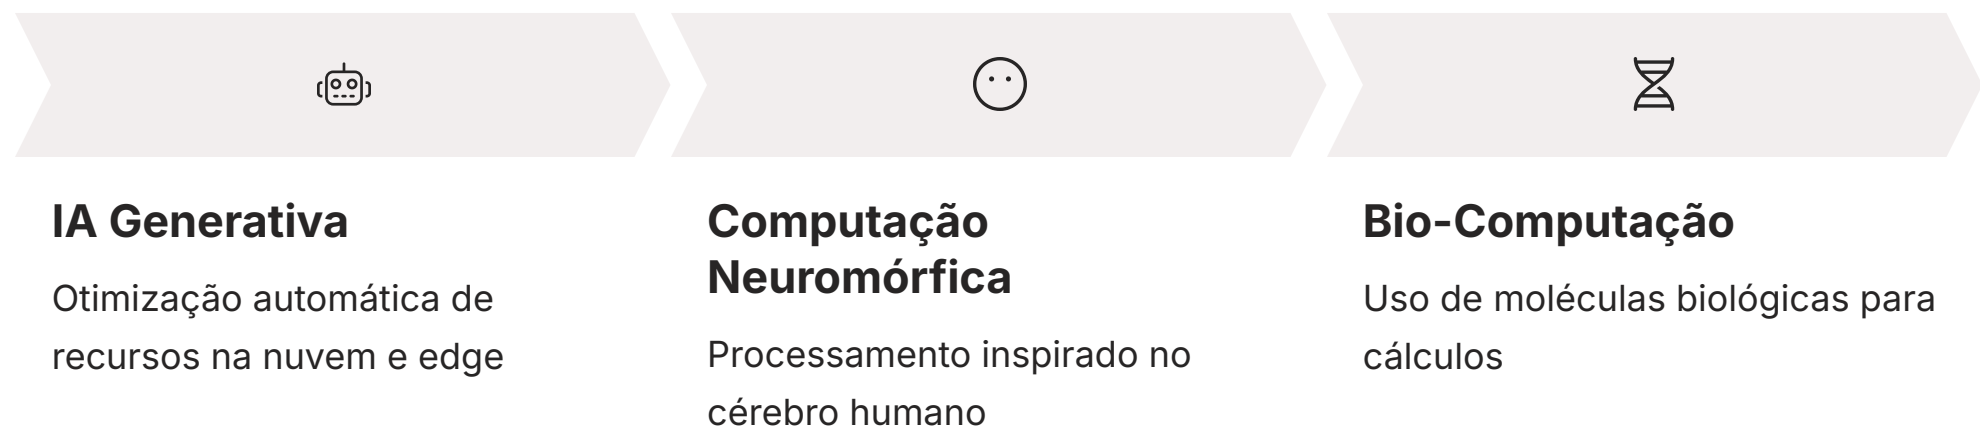 IA Generativa
Otimização automática de
recursos na nuvem e edge
Computação
Neuromórfica
Processamento inspirado no
cérebro humano
Bio-Computação
Uso de moléculas biológicas para
cálculos